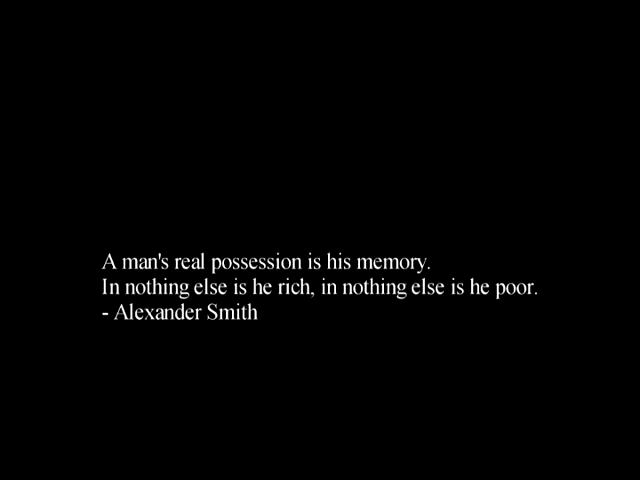 A man's real possession is his memory.
In nothing else is he rich, in nothing else is he poor.
- Alexander Smith